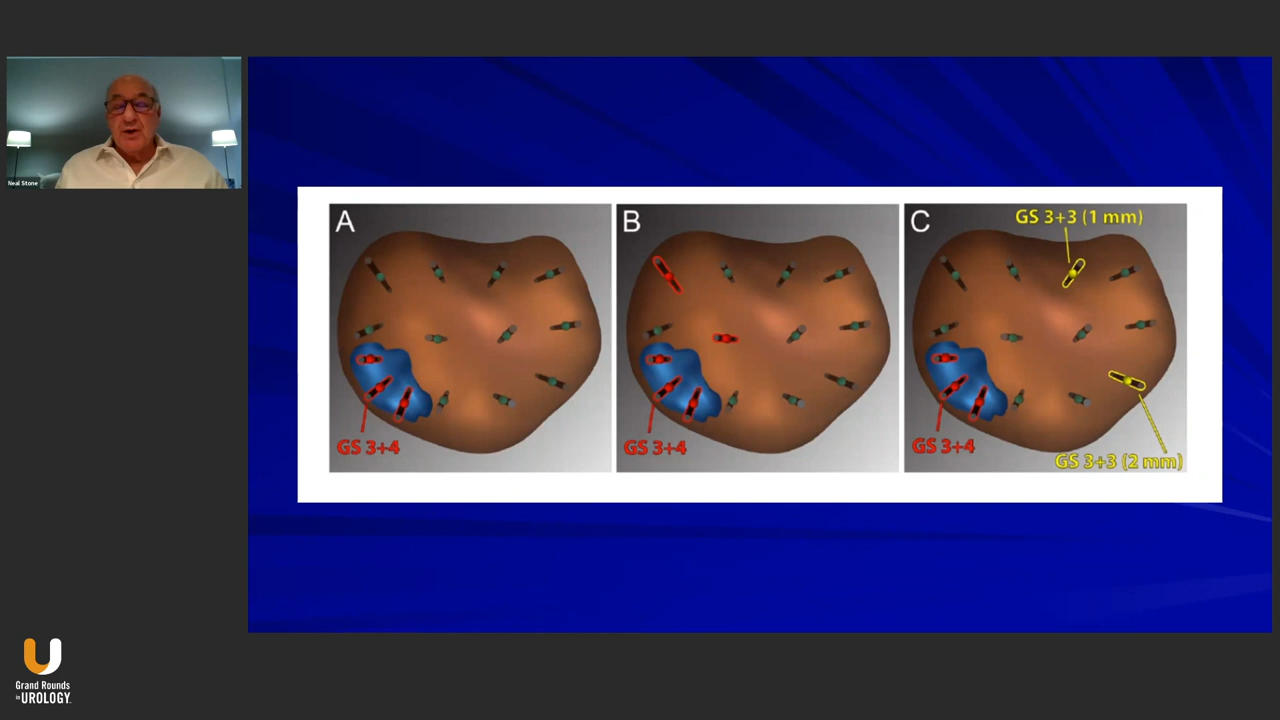 Neal Stone
A
GS 3+4
B
GS 3+4
C
GS 3+3 (1 mm)
GS 3+4
GS 3+3 (2 mm)
Grand Rounds
in UROLOGY